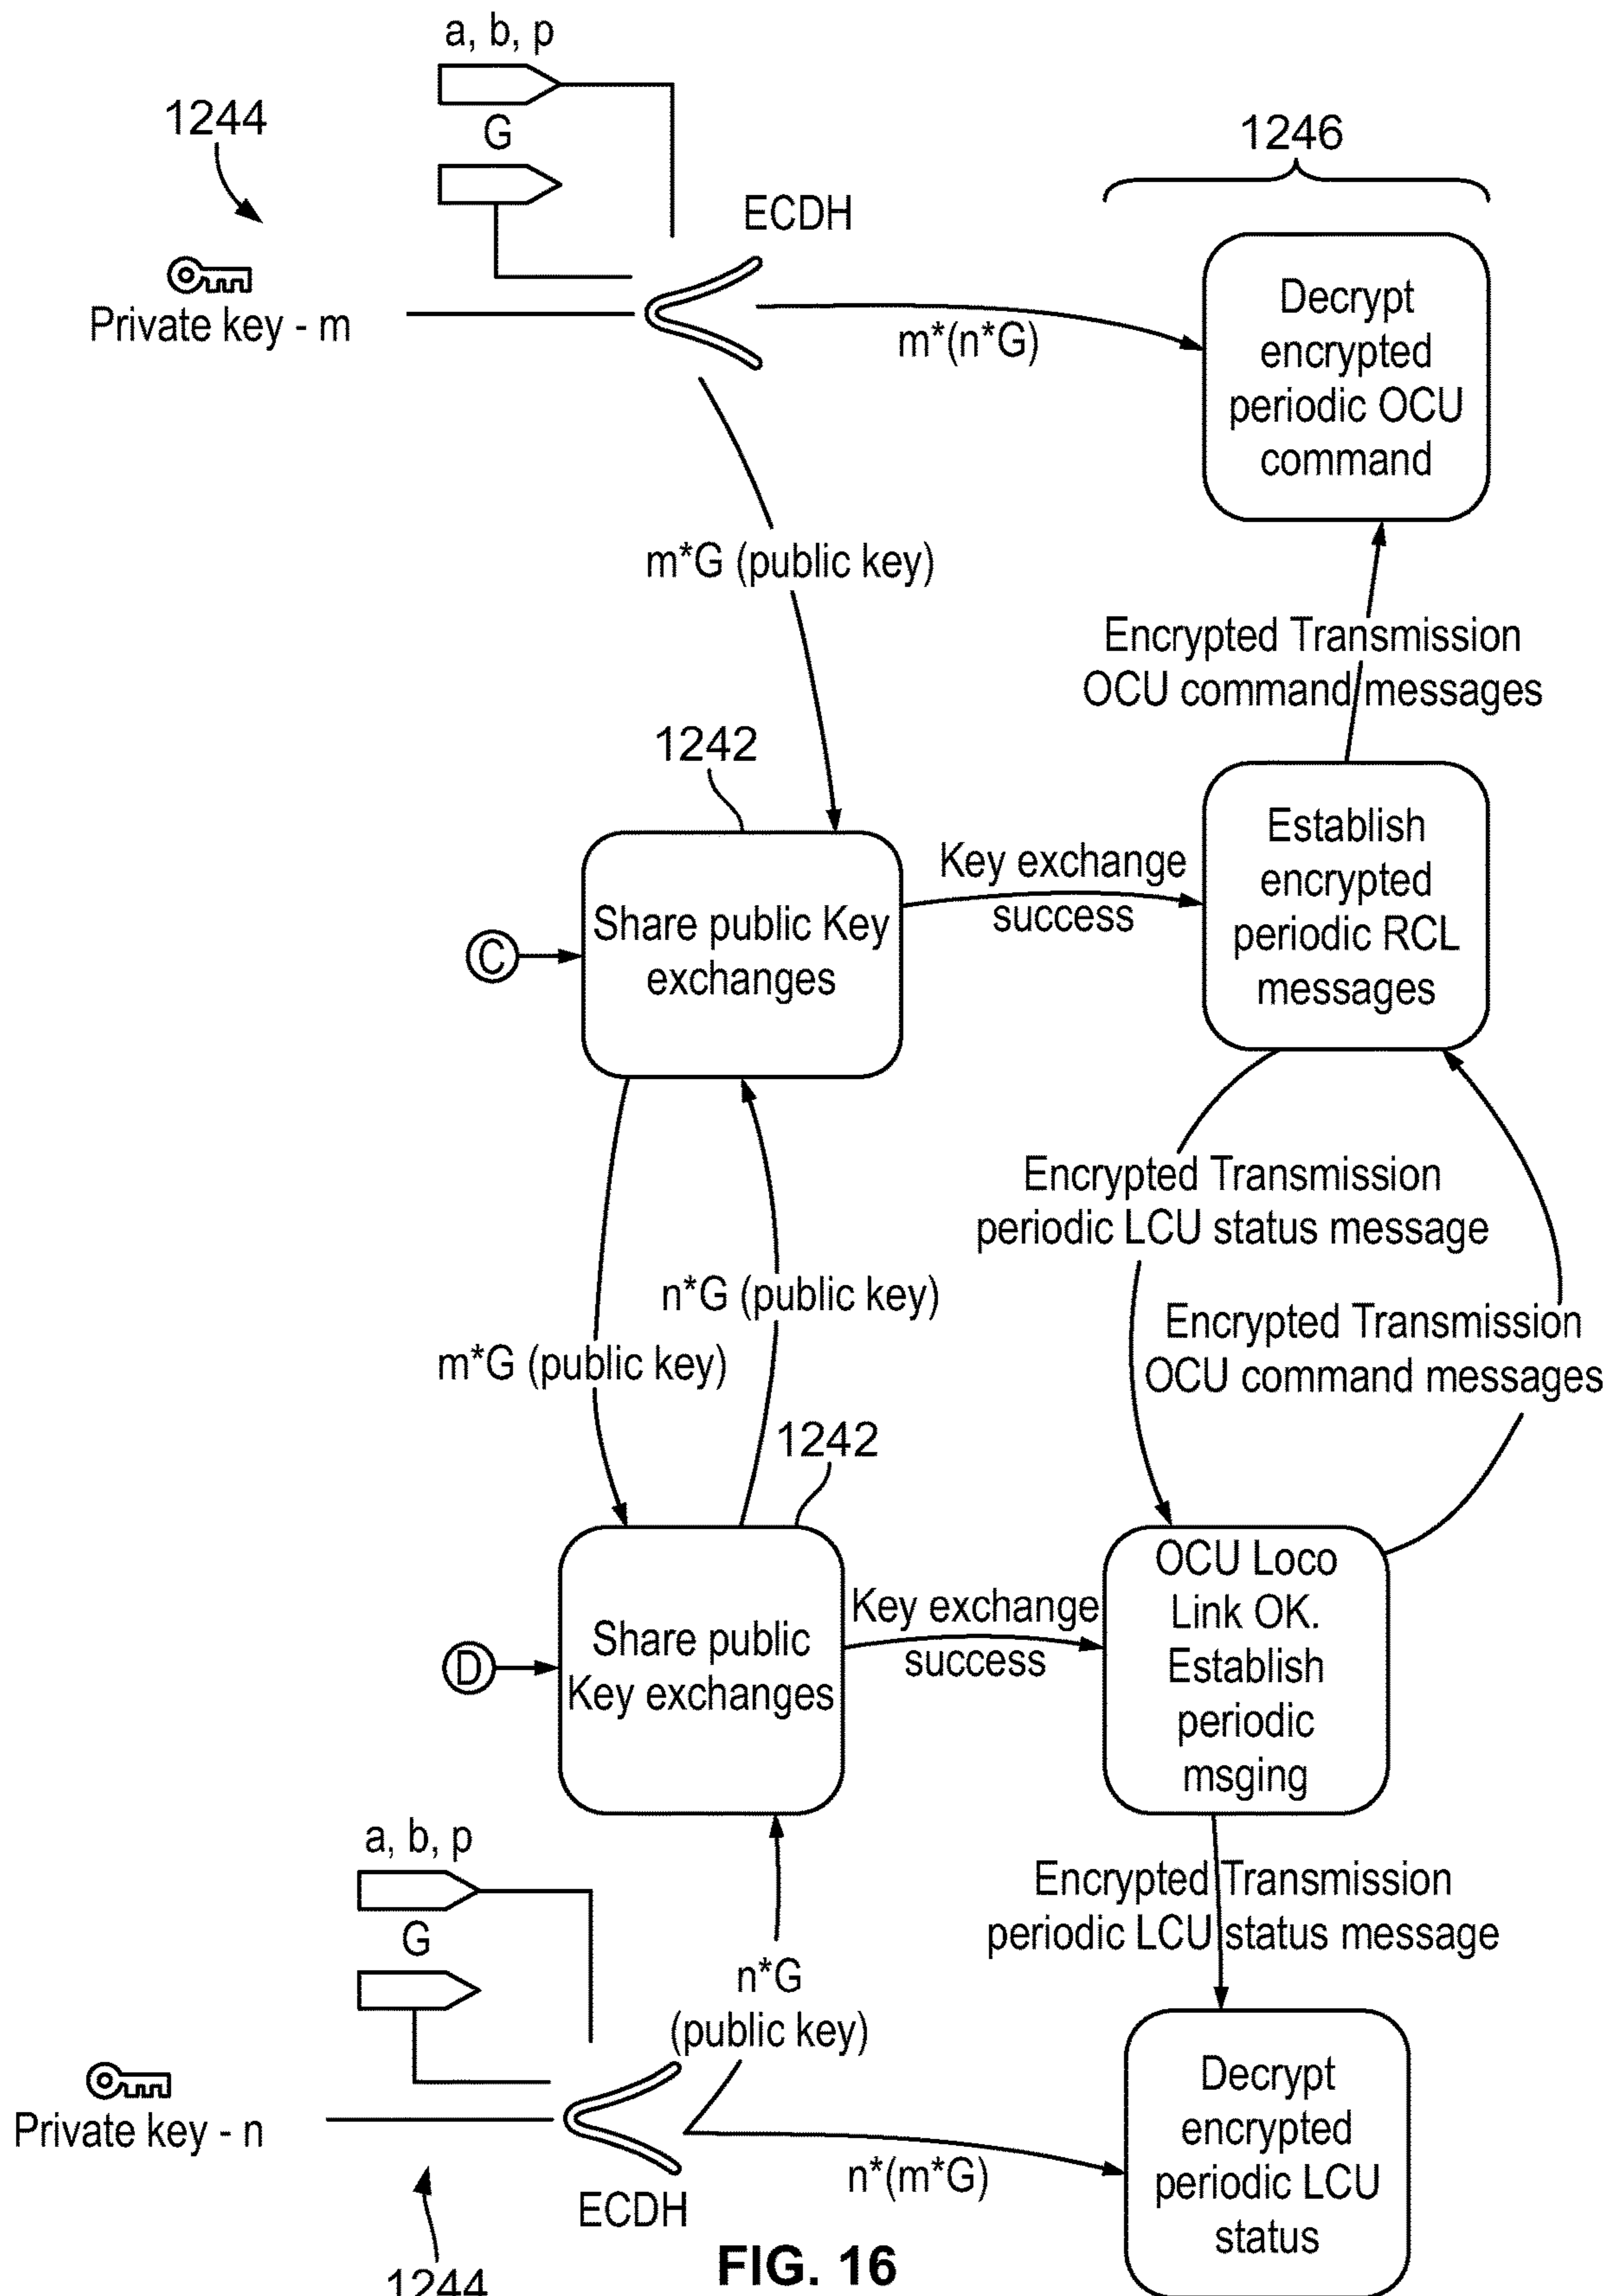 a, b, p
1244
G
1246
ECDH
Private key - m
m*(n*G)
Decrypt
encrypted
periodic OCU
command
m*G (public key)
Encrypted Transmission
OCU command messages
1242
Share public Key
exchanges
C
Key exchange
success
Establish
encrypted
periodic RCL
messages
Encrypted Transmission
periodic LCU status message
n*G (public key)
m*G (public key)
Encrypted Transmission
OCU command messages
1242
D
Share public
Key exchanges
Key exchange
success
OCU Loco
Link OK.
Establish
periodic
msging
a, b, p
G
Encrypted Transmission
periodic LCU status message
n*G
(public key)
Private key - n
ECDH
n*(m*G)
Decrypt
encrypted
periodic LCU
status
1244
FIG. 16